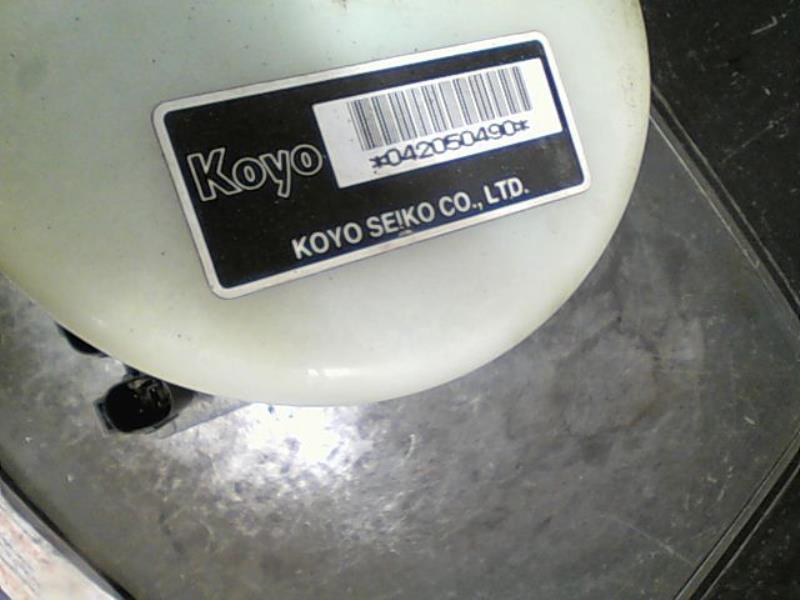 *042050490*
Koyo
KOYO SEIKO CO., LTD.